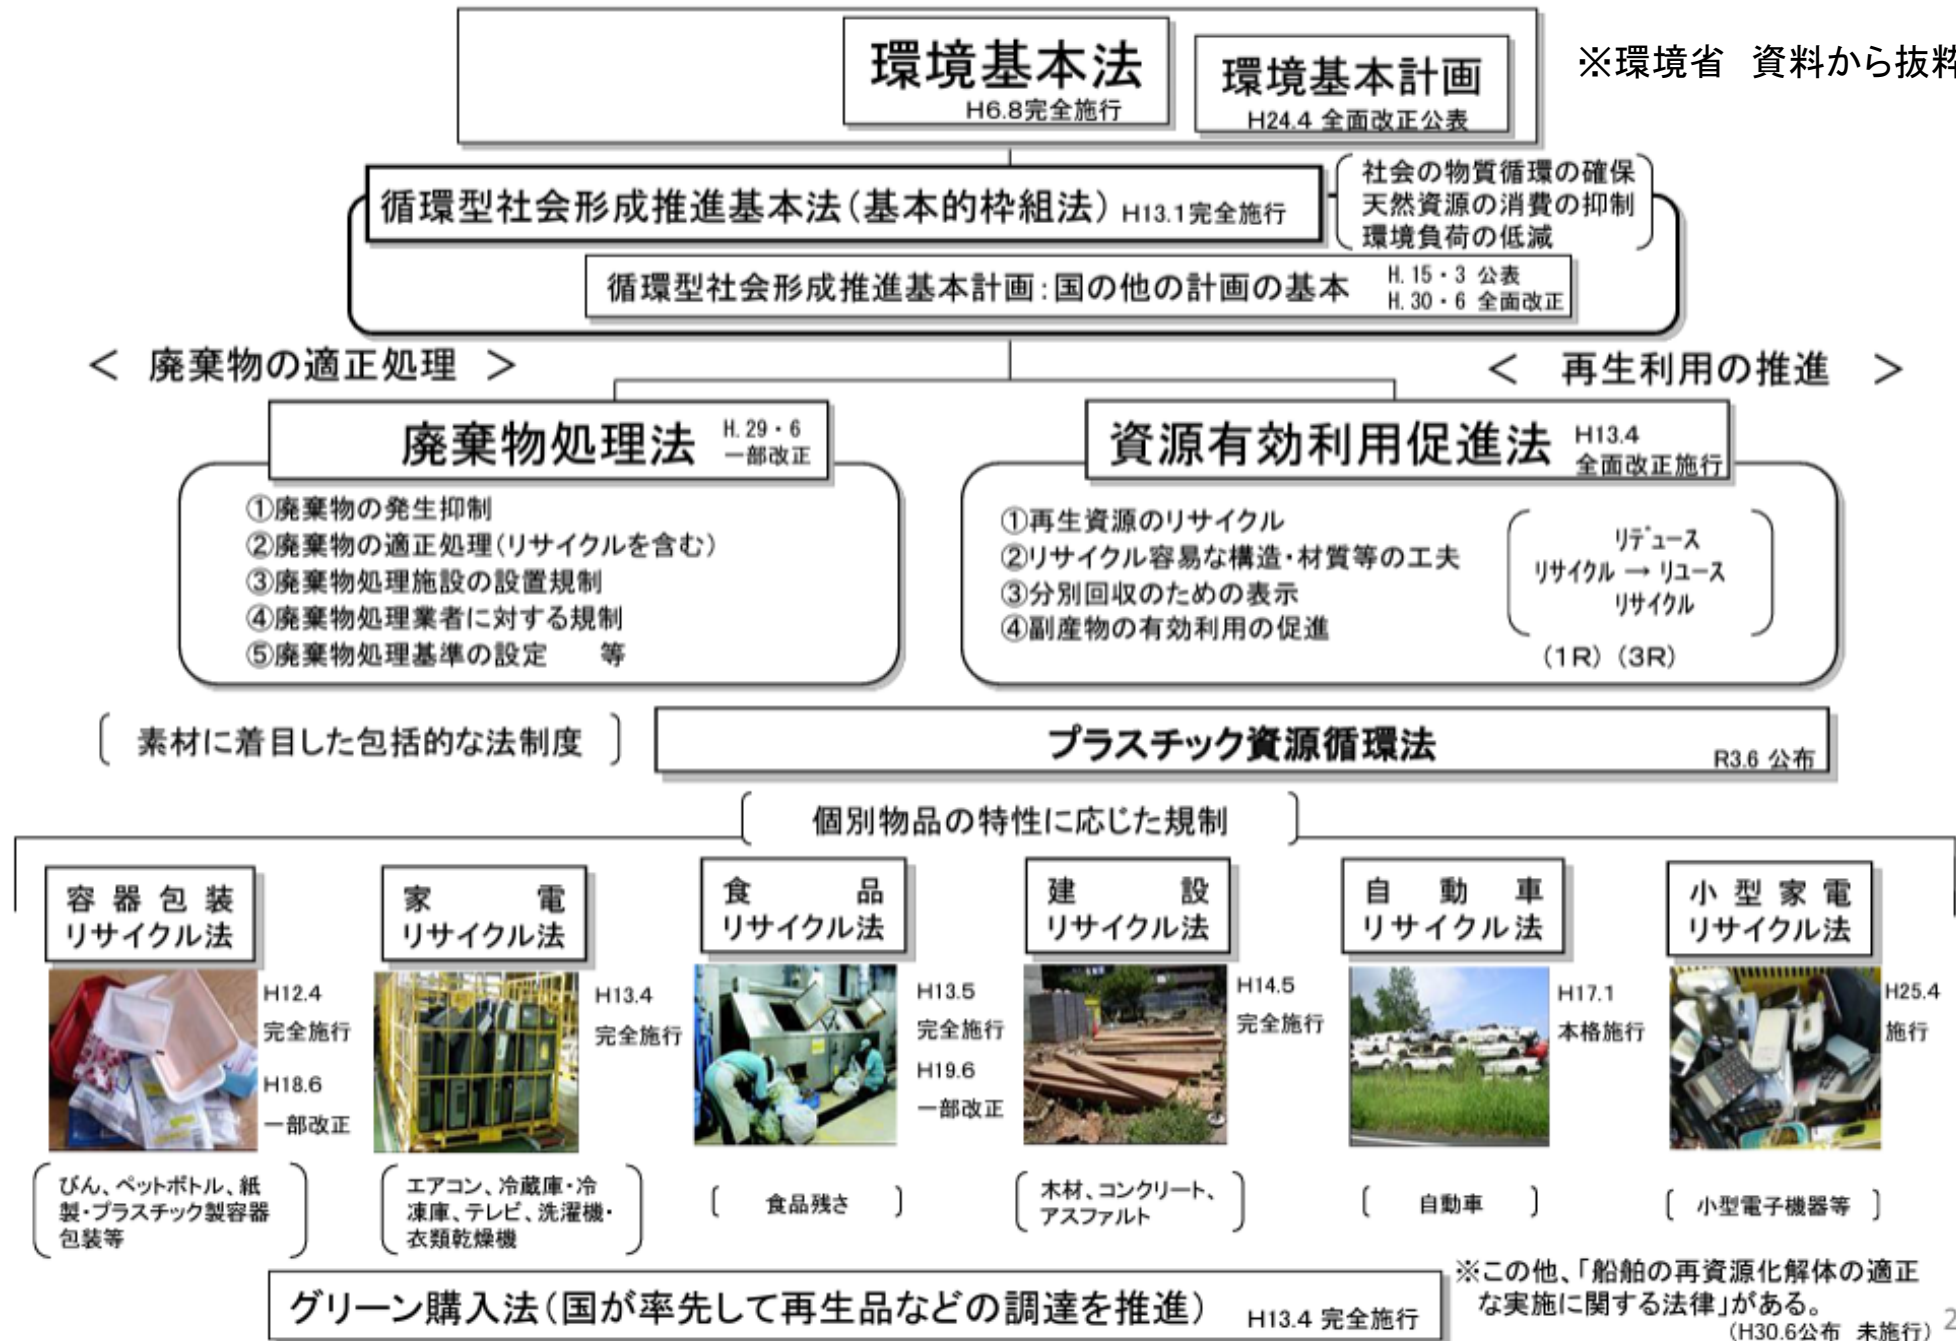 環境基本法
H6.8完全施行
環境基本計画
H24.4 全面改正公表
※環境省 資料から抜粋
循環型社会形成推進基本法(基本的枠組法) H13.1完全施行
社会の物質循環の確保
天然資源の消費の抑制
環境負荷の低減
循環型社会形成推進基本計画:国の他の計画の基本
H.15・3 公表
H.30・6 全面改正
< 廃棄物の適正処理 >
< 再生利用の推進 >
廃棄物処理法
H.29・6
一部改正
①廃棄物の発生抑制
②廃棄物の適正処理(リサイクルを含む)
③廃棄物処理施設の設置規制
④廃棄物処理業者に対する規制
⑤廃棄物処理基準の設定 等
資源有効利用促進法
H13.4
全面改正施行
①再生資源のリサイクル
②リサイクル容易な構造・材質等の工夫
③分別回収のための表示
④副産物の有効利用の促進
リデュース
リサイクル → リユース
リサイクル
(1R) (3R)
素材に着目した包括的な法制度
プラスチック資源循環法
R3.6 公布
個別物品の特性に応じた規制
容器包装
リサイクル法
H12.4
完全施行
H18.6
一部改正
びん、ペットボトル、紙
製・プラスチック製容器
包装等
家電
リサイクル法
H13.4
完全施行
エアコン、冷蔵庫・冷
凍庫、テレビ、洗濯機・
衣類乾燥機
食品
リサイクル法
H13.5
完全施行
H19.6
一部改正
食品残さ
建設
リサイクル法
H14.5
完全施行
木材、コンクリート、
アスファルト
自動車
リサイクル法
H17.1
本格施行
自動車
小型家電
リサイクル法
H25.4
施行
小型電子機器等
グリーン購入法(国が率先して再生品などの調達を推進) H13.4 完全施行
※この他、「船舶の再資源化解体の適正
な実施に関する法律」がある。
(H30.6公布 未施行)
2